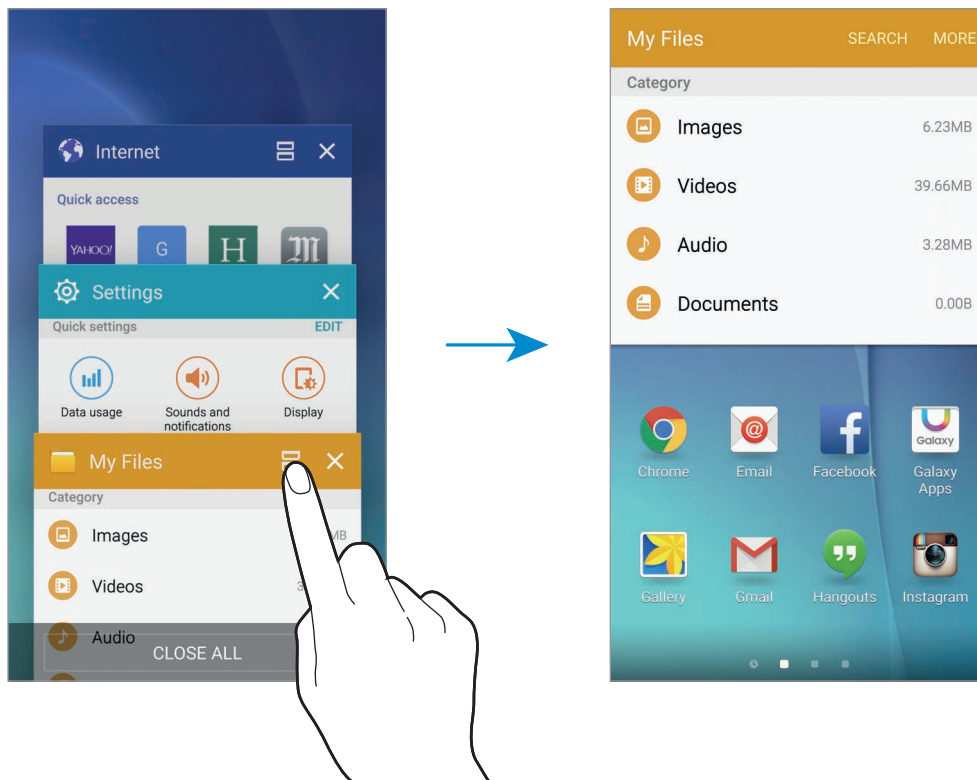 Internet
Quick access
YAHOO! G H m
Settings
Quick settings EDIT
Data usage Sounds and notifications Display
My Files
Category
Images MB
Videos 3
Audio
CLOSE ALL
My Files SEARCH MORE
Category
Images 6.23MB
Videos 39.66MB
Audio 3.28MB
Documents 0.00B
Chrome Email Facebook Galaxy Apps
Galaxy
Gallery Gmail Hangouts Instagram